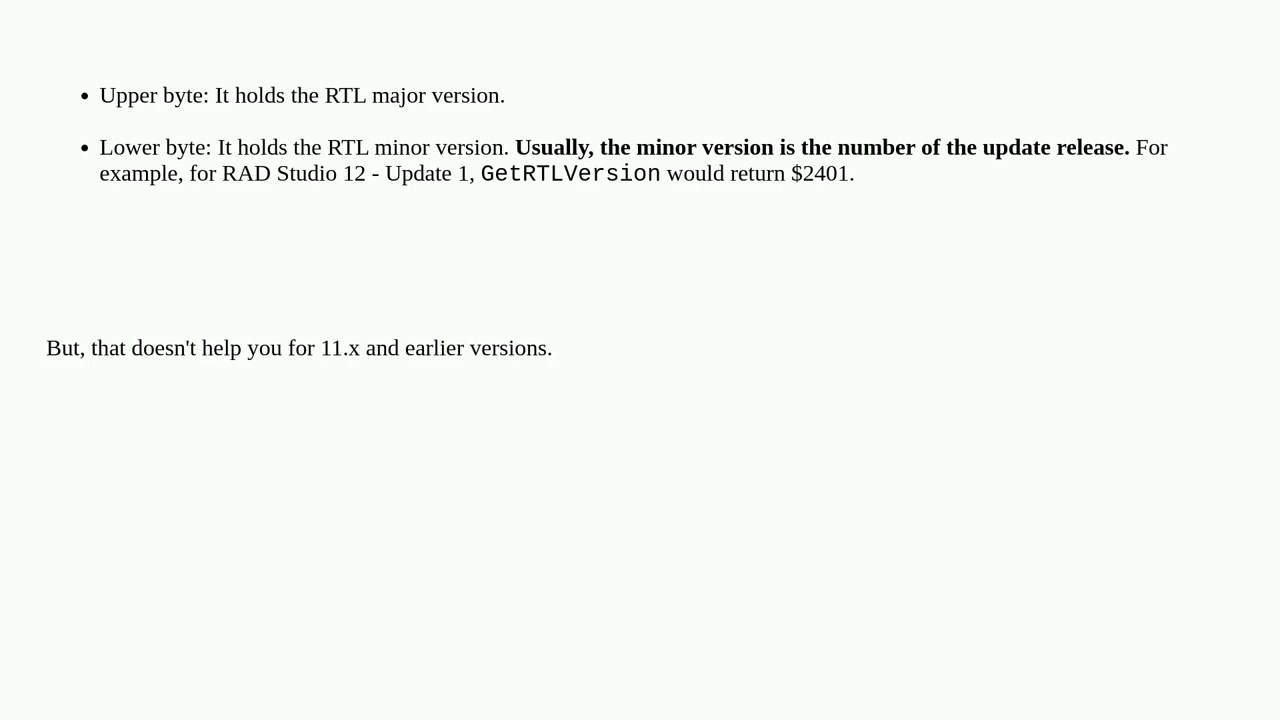 • Upper byte: It holds the RTL major version.
• Lower byte: It holds the RTL minor version. Usually, the minor version is the number of the update release. For
example, for RAD Studio 12 - Update 1, GetRTLVersion would return $2401.
But, that doesn't help you for 11.x and earlier versions.